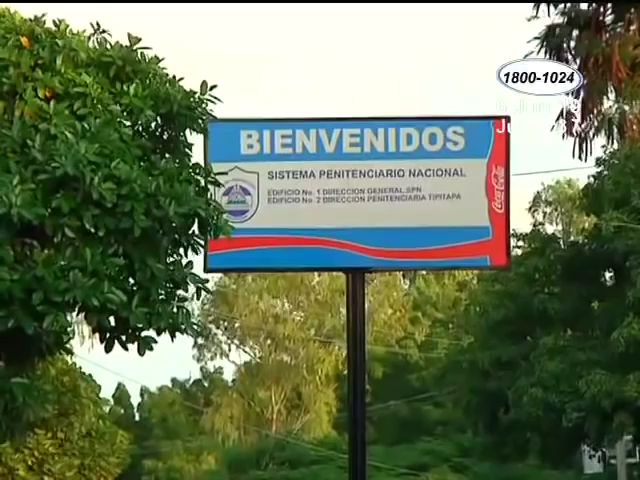 1800-1024
BIENVENIDOS
SISTEMA PENITENCIARIO NACIONAL
EDIFICIO No. 1 DIRECCION GENERAL.SPN
EDIFICIO No. 2 DIRECCION PENITENCIARIA TIPITAPA
Coca-Cola